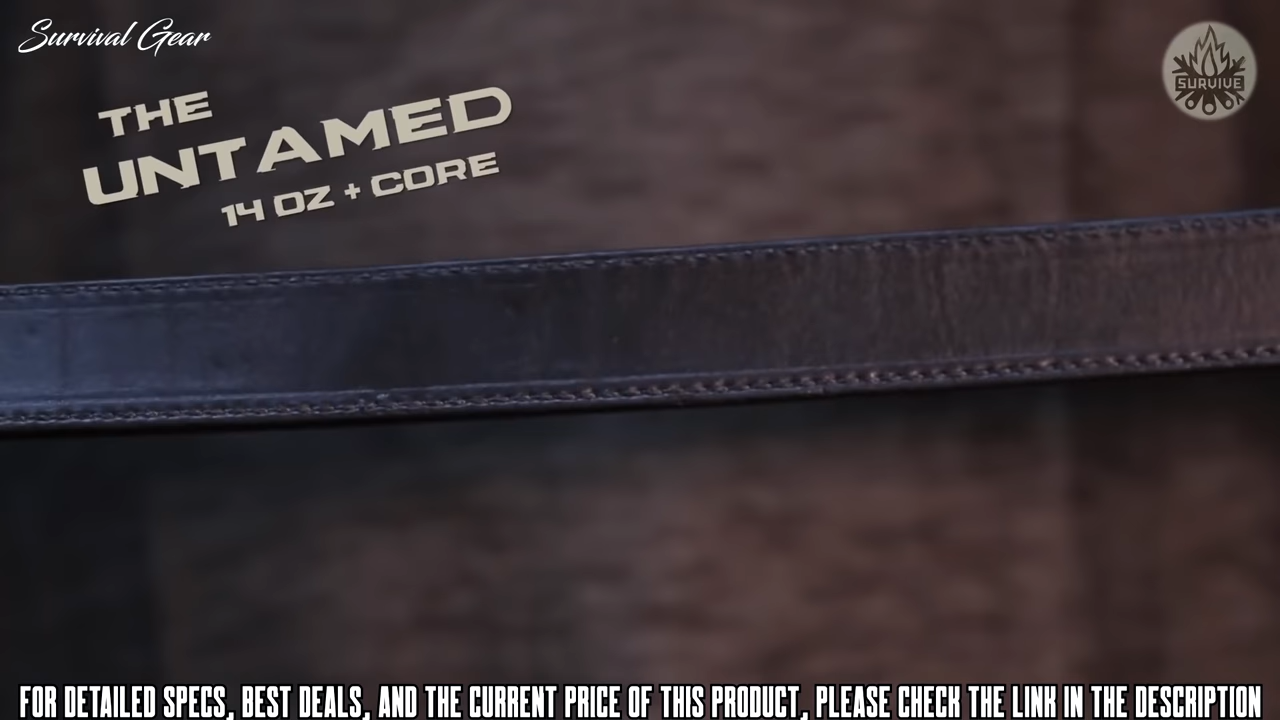 Survival Gear
SURVIVE
THE
UNTAMED
14 OZ + CORE
FOR DETAILED SPECS, BEST DEALS, AND THE CURRENT PRICE OF THIS PRODUCT, PLEASE CHECK THE LINK IN THE DESCRIPTION